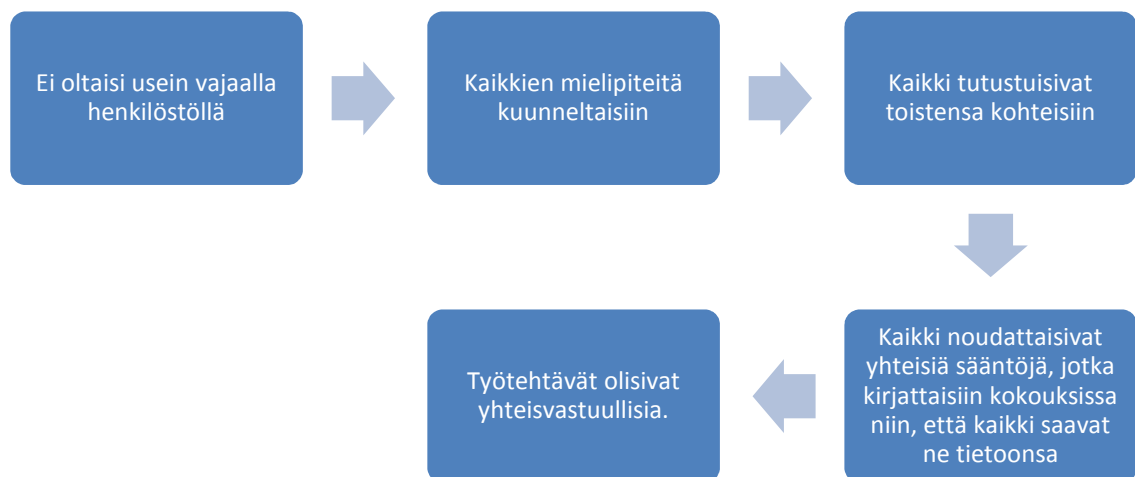 Ei oltaisi usein vajaalla
henkilöstöllä
Kaikkien mielipiteitä
kuunneltaisiin
Kaikki tutustuisivat
toistensa kohteisiin
Kaikki noudattaisivat
yhteisiä sääntöjä, jotka
kirjattaisiin kokouksissa
niin, että kaikki saavat
ne tietoonsa
Työtehtävät olisivat
yhteisvastuullisia.